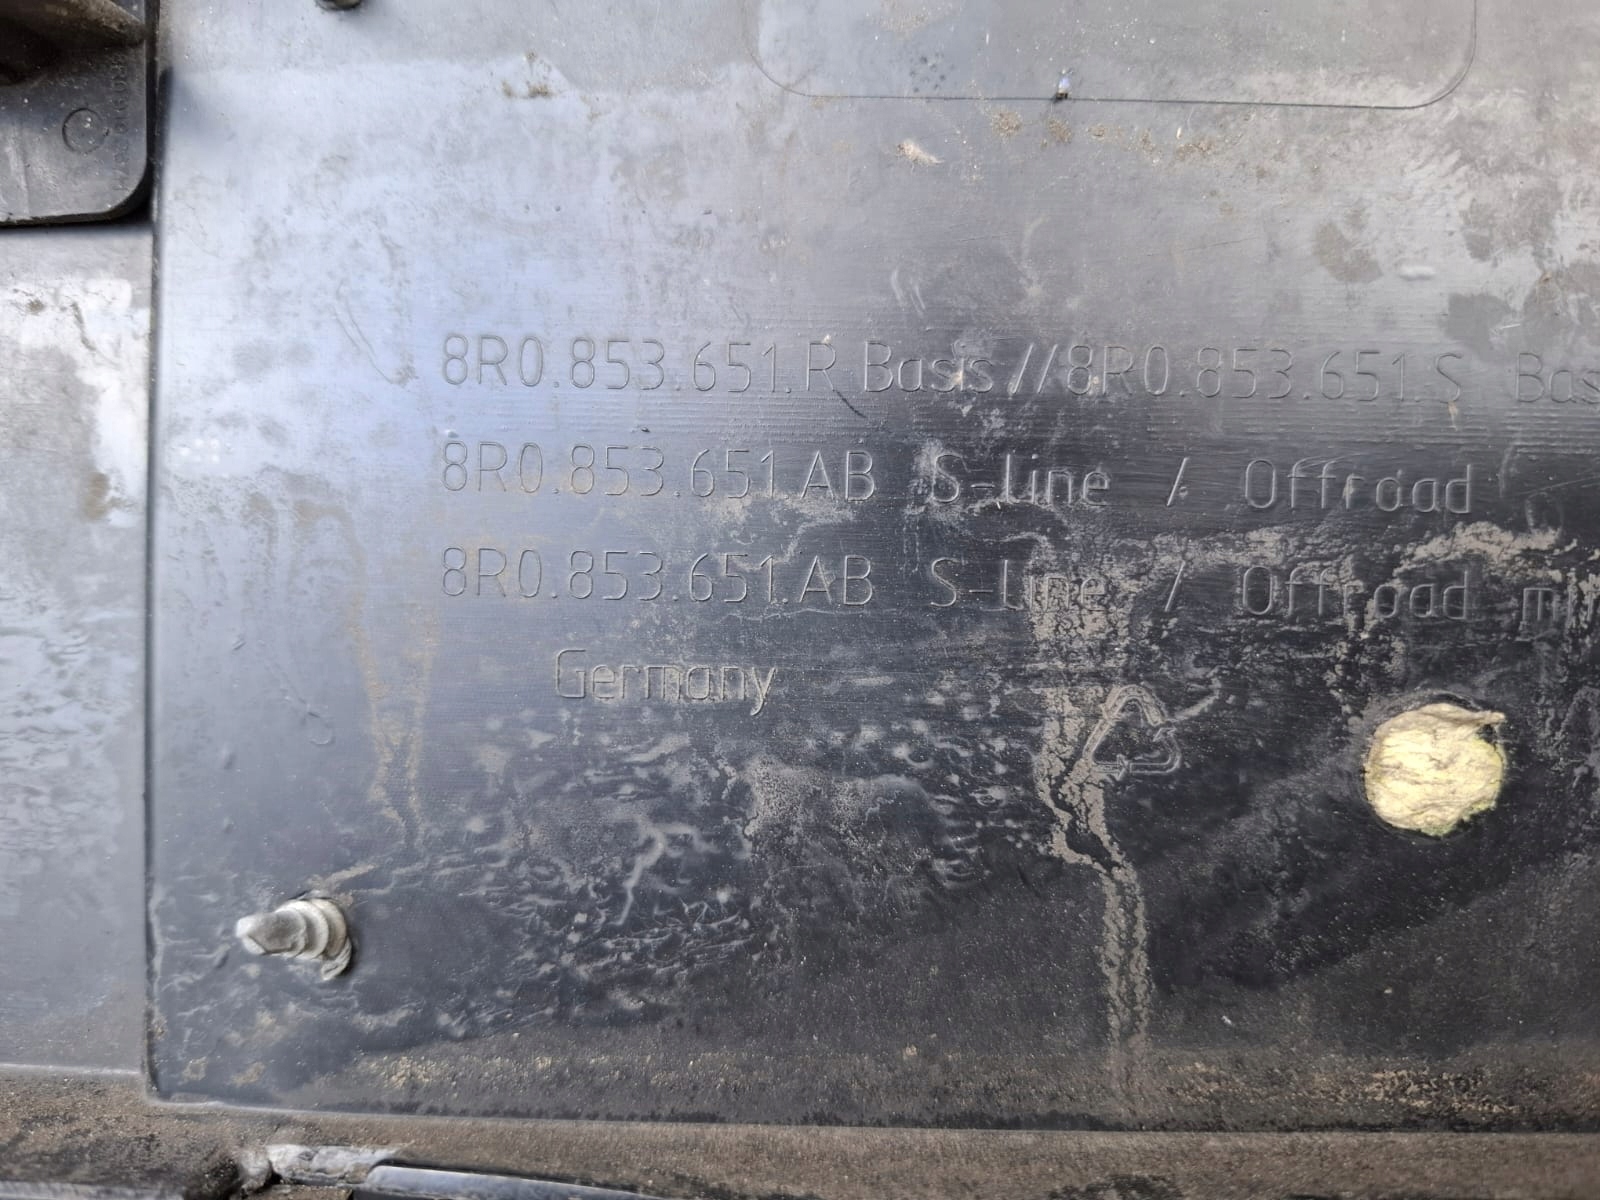 8R0.853.651.R Basis //8R0.853.651.S Bas
8R0.853.651.AB S-line / Offroad
8R0.853.651.AB S-line / Offroad
Germany